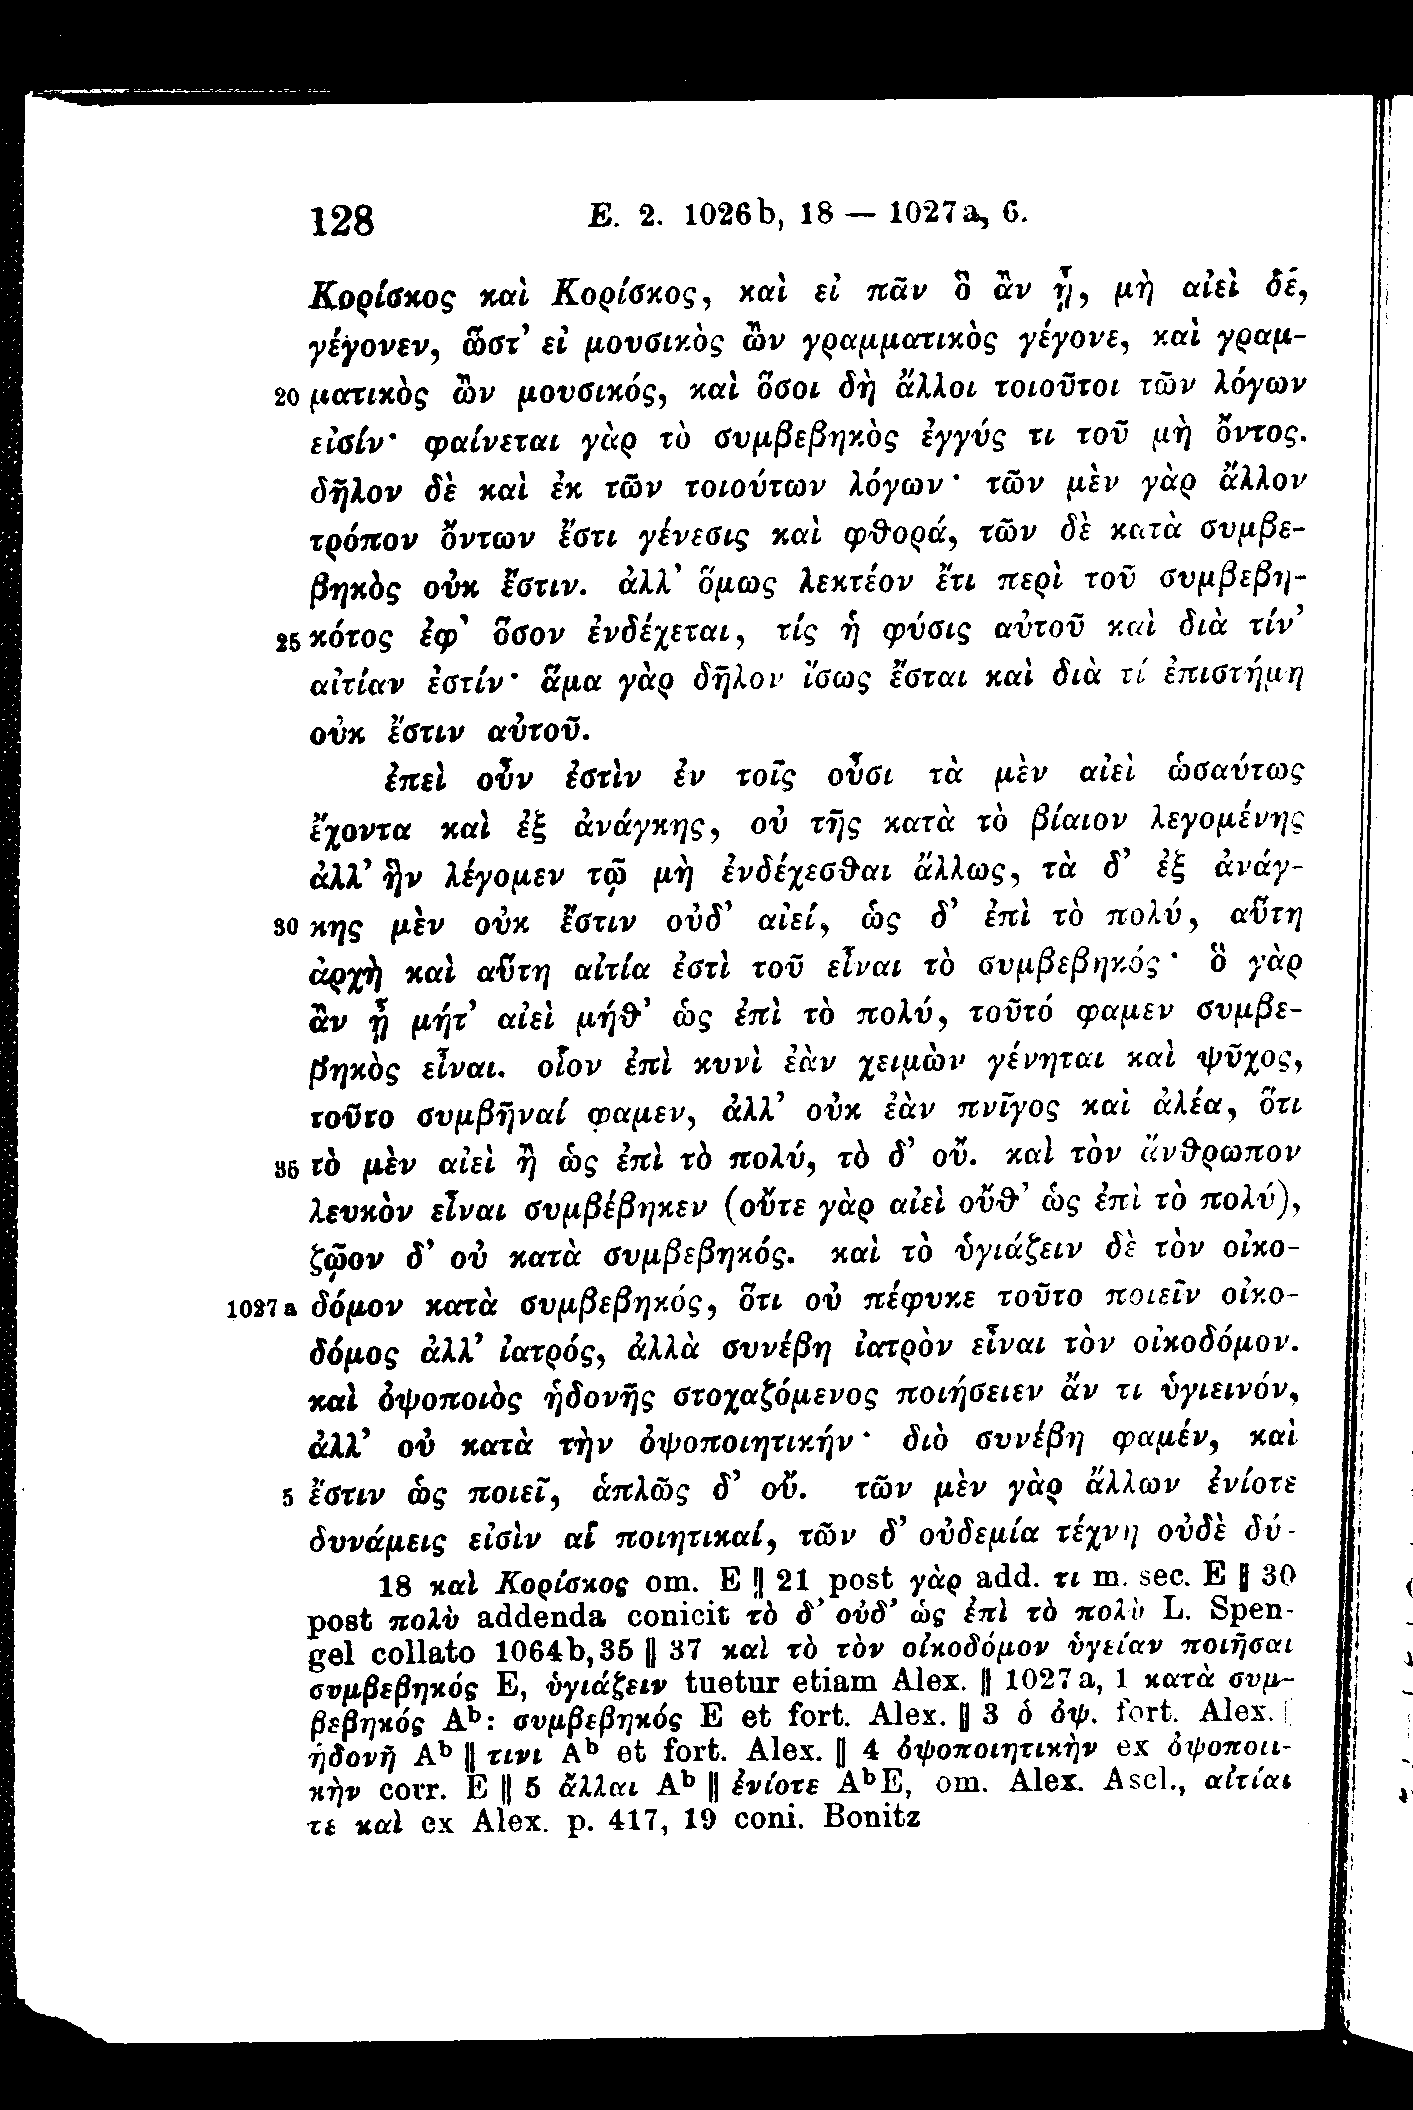 128 E. 2. 1026b, 18 — 1027a, 6.
Κορίσκος καὶ Κορίσκος, καὶ εἰ πᾶν ὃ ἂν ᾖ, μὴ αἰεὶ δέ,
γέγονεν, ὥστ’ εἰ μουσικὸς ὢν γραμματικὸς γέγονε, καὶ γραμ-
20 ματικὸς ὢν μουσικός, καὶ ὅσοι δὴ ἄλλοι τοιοῦτοι τῶν λόγων
εἰσίν· φαίνεται γὰρ τὸ συμβεβηκὸς ἐγγύς τι τοῦ μὴ ὄντος.
δῆλον δὲ καὶ ἐκ τῶν τοιούτων λόγων· τῶν μὲν γὰρ ἄλλον
τρόπον ὄντων ἔστι γένεσις καὶ φθορά, τῶν δὲ κατὰ συμβε-
βηκὸς οὐκ ἔστιν. ἀλλ’ ὅμως λεκτέον ἔτι περὶ τοῦ συμβεβη-
25 κότος ἐφ’ ὅσον ἐνδέχεται, τίς ἡ φύσις αὐτοῦ καὶ διὰ τίν’
αἰτίαν ἐστίν· ἅμα γὰρ δῆλον ἴσως ἔσται καὶ διὰ τί ἐπιστήμη
οὐκ ἔστιν αὐτοῦ.
ἐπεὶ οὖν ἐστὶν ἐν τοῖς οὖσι τὰ μὲν αἰεὶ ὡσαύτως
ἔχοντα καὶ ἐξ ἀνάγκης, οὐ τῆς κατὰ τὸ βίαιον λεγομένης
ἀλλ’ ἣν λέγομεν τῷ μὴ ἐνδέχεσθαι ἄλλως, τὰ δ’ ἐξ ἀνάγ-
30 κης μὲν οὐκ ἔστιν οὐδ’ αἰεί, ὡς δ’ ἐπὶ τὸ πολύ, αὕτη
ἀρχὴ καὶ αὕτη αἰτία ἐστὶ τοῦ εἶναι τὸ συμβεβηκός· ὃ γὰρ
ἂν ᾖ μήτ’ αἰεὶ μήθ’ ὡς ἐπὶ τὸ πολύ, τοῦτό φαμεν συμβε-
βηκὸς εἶναι. οἷον ἐπὶ κυνὶ ἐὰν χειμὼν γένηται καὶ ψῦχος,
τοῦτο συμβῆναί φαμεν, ἀλλ’ οὐκ ἐὰν πνῖγος καὶ ἀλέα, ὅτι
35 τὸ μὲν αἰεὶ ἢ ὡς ἐπὶ τὸ πολύ, τὸ δ’ οὔ. καὶ τὸν ἄνθρωπον
λευκὸν εἶναι συμβέβηκεν (οὔτε γὰρ αἰεὶ οὔθ’ ὡς ἐπὶ τὸ πολύ),
ζῷον δ’ οὐ κατὰ συμβεβηκός. καὶ τὸ ὑγιάζειν δὲ τὸν οἰκο-
1027a δόμον κατὰ συμβεβηκός, ὅτι οὐ πέφυκε τοῦτο ποιεῖν οἰκο-
δόμος ἀλλ’ ἰατρός, ἀλλὰ συνέβη ἰατρὸν εἶναι τὸν οἰκοδόμον.
καὶ ὀψοποιὸς ἡδονῆς στοχαζόμενος ποιήσειεν ἄν τι ὑγιεινόν,
ἀλλ’ οὐ κατὰ τὴν ὀψοποιητικήν· διὸ συνέβη φαμέν, καὶ
5 ἔστιν ὡς ποιεῖ, ἁπλῶς δ’ οὔ. τῶν μὲν γὰρ ἄλλων ἐνίοτε
δυνάμεις εἰσὶν αἱ ποιητικαί, τῶν δ’ οὐδεμία τέχνη οὐδὲ δύ-
18 καὶ Κορίσκος om. E || 21 post γὰρ add. τι m. sec. E || 30
post πολὺ addenda conicit τὸ δ’ οὐδ’ ὡς ἐπὶ τὸ πολὺ L. Spen-
gel collato 1064b,35 || 37 καὶ τὸ τὸν οἰκοδόμον ὑγείαν ποιῆσαι
συμβεβηκός E, ὑγιάζειν tuetur etiam Alex. || 1027a, 1 κατὰ συμ-
βεβηκός Aᵇ: συμβεβηκός E et fort. Alex. || 3 ὁ ὀψ. fort. Alex. ||
ἡδονῇ Aᵇ || τινι Aᵇ et fort. Alex. || 4 ὀψοποιητικὴν ex ὀψοποιι-
κὴν corr. E || 5 ἄλλαι Aᵇ || ἐνίοτε AᵇE, om. Alex. Ascl., αἰτίαι
τε καὶ ex Alex. p. 417, 19 coni. Bonitz